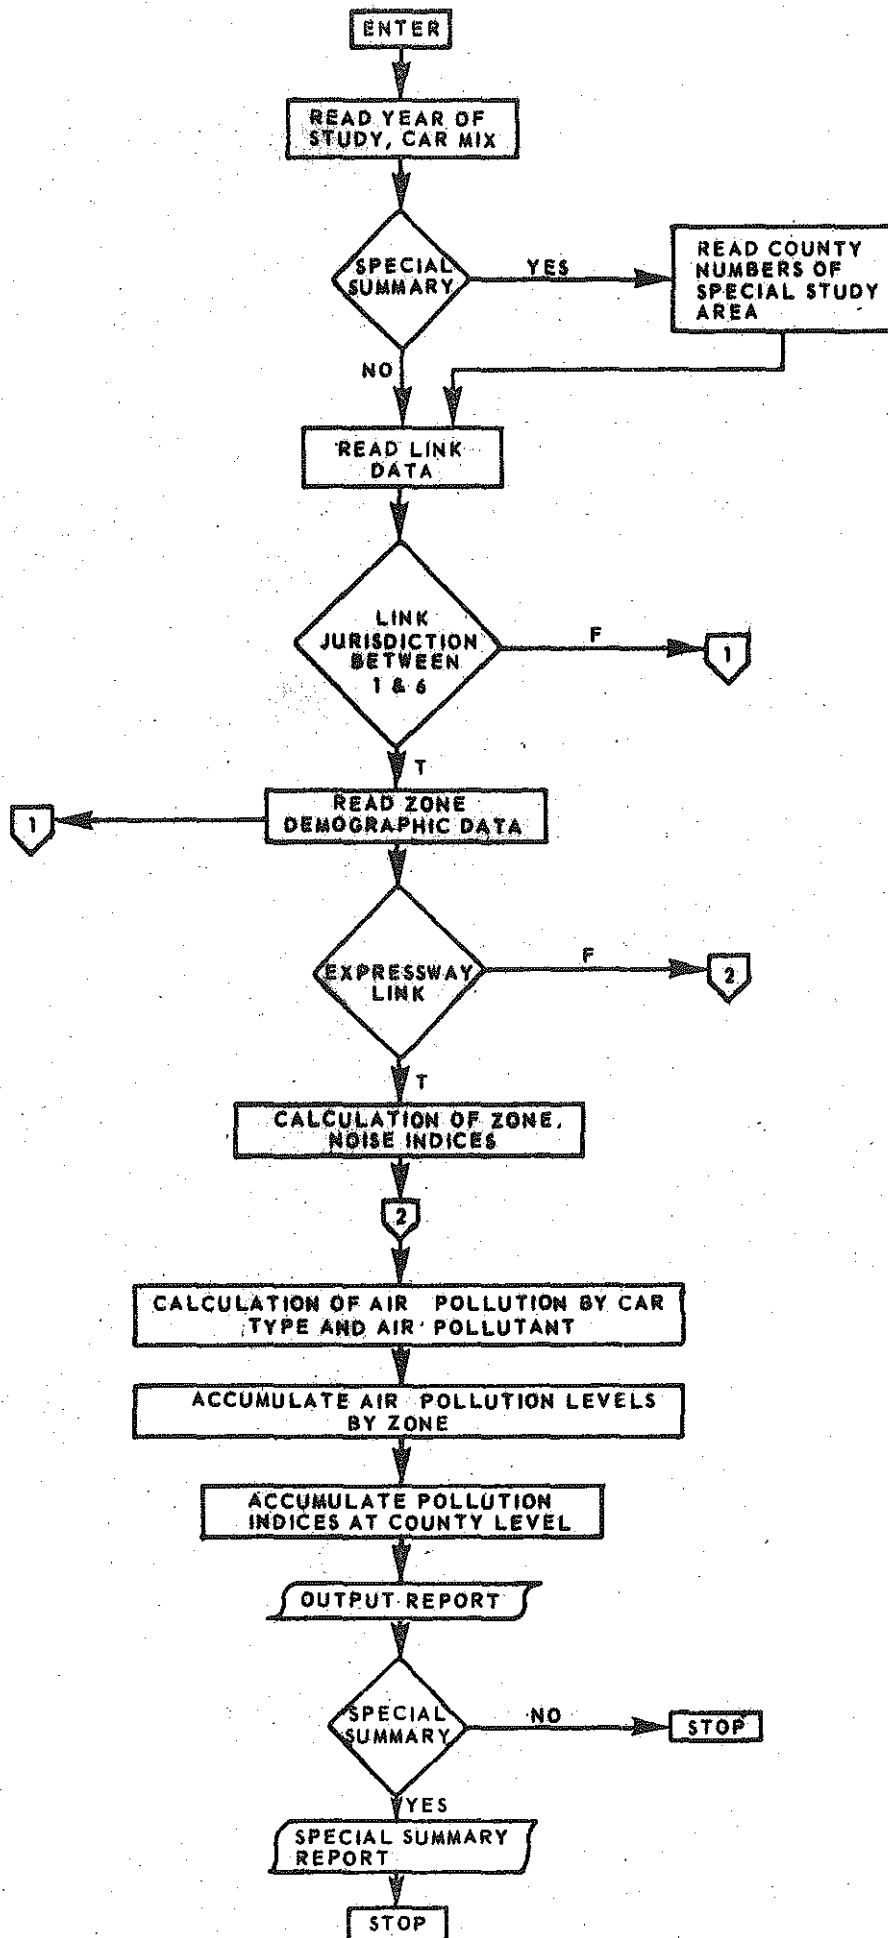 ENTER
READ YEAR OF
STUDY, CAR MIX
SPECIAL
SUMMARY
YES
READ COUNTY
NUMBERS OF
SPECIAL STUDY
AREA
NO
READ LINK
DATA
LINK
JURISDICTION
BETWEEN
1 & 6
F
1
T
READ ZONE
DEMOGRAPHIC DATA
1
EXPRESSWAY
LINK
F
2
T
CALCULATION OF ZONE,
NOISE INDICES
2
CALCULATION OF AIR POLLUTION BY CAR
TYPE AND AIR POLLUTANT
ACCUMULATE AIR POLLUTION LEVELS
BY ZONE
ACCUMULATE POLLUTION
INDICES AT COUNTY LEVEL
OUTPUT REPORT
SPECIAL
SUMMARY
NO
STOP
YES
SPECIAL SUMMARY
REPORT
STOP